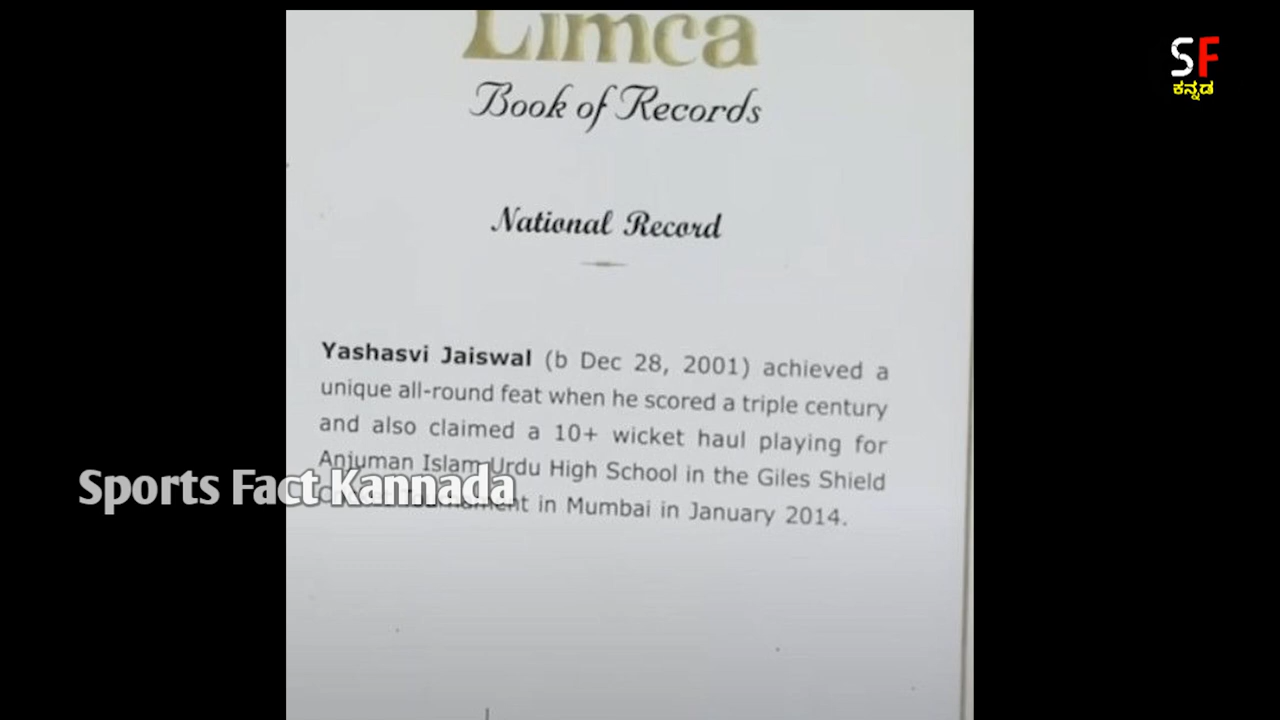 Limca
Book of Records
National Record
Yashasvi Jaiswal (b Dec 28, 2001) achieved a
unique all-round feat when he scored a triple century
and also claimed a 10+ wicket haul playing for
Anjuman Islam Urdu High School in the Giles Shield
in Mumbai in January 2014.
Sports Fact Kannada
SF
ಕನ್ನಡ